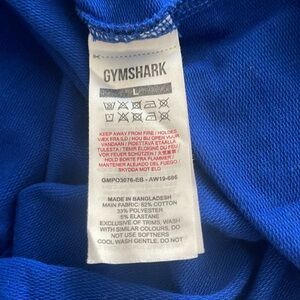 GYMSHARK
L
KEEP AWAY FROM FIRE / HOLDES
VÆK FRA ILD / HOU BIJ OPEN VUUR
VANDAAN / POISTETTAVA ETÄÄLLÄ
TULESTA / TENIR ÉLOIGNÉ DU FEU
VOR FEUER SCHÜTZEN /
HOLD BORTE FRA FLAMMER /
MANTENER ALEJADO DEL FUEGO
SKYDDA MOT ELD
GMPO3076-EB - AW19-686
MADE IN BANGLADESH
MAIN FABRIC: 62% COTTON
33% POLYESTER
5% ELASTANE
EXCLUSIVE OF TRIMS, WASH
WITH SIMILAR COLOURS, DO
NOT USE SOFTNERS
COOL WASH GENTLE, DO NOT